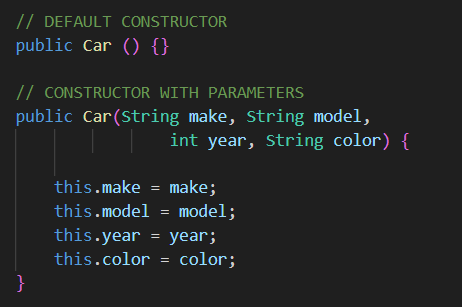 // DEFAULT CONSTRUCTOR
public Car () {}
// CONSTRUCTOR WITH PARAMETERS
public Car(String make, String model,
int year, String color) {
this.make = make;
this.model = model;
this.year = year;
this.color = color;
}